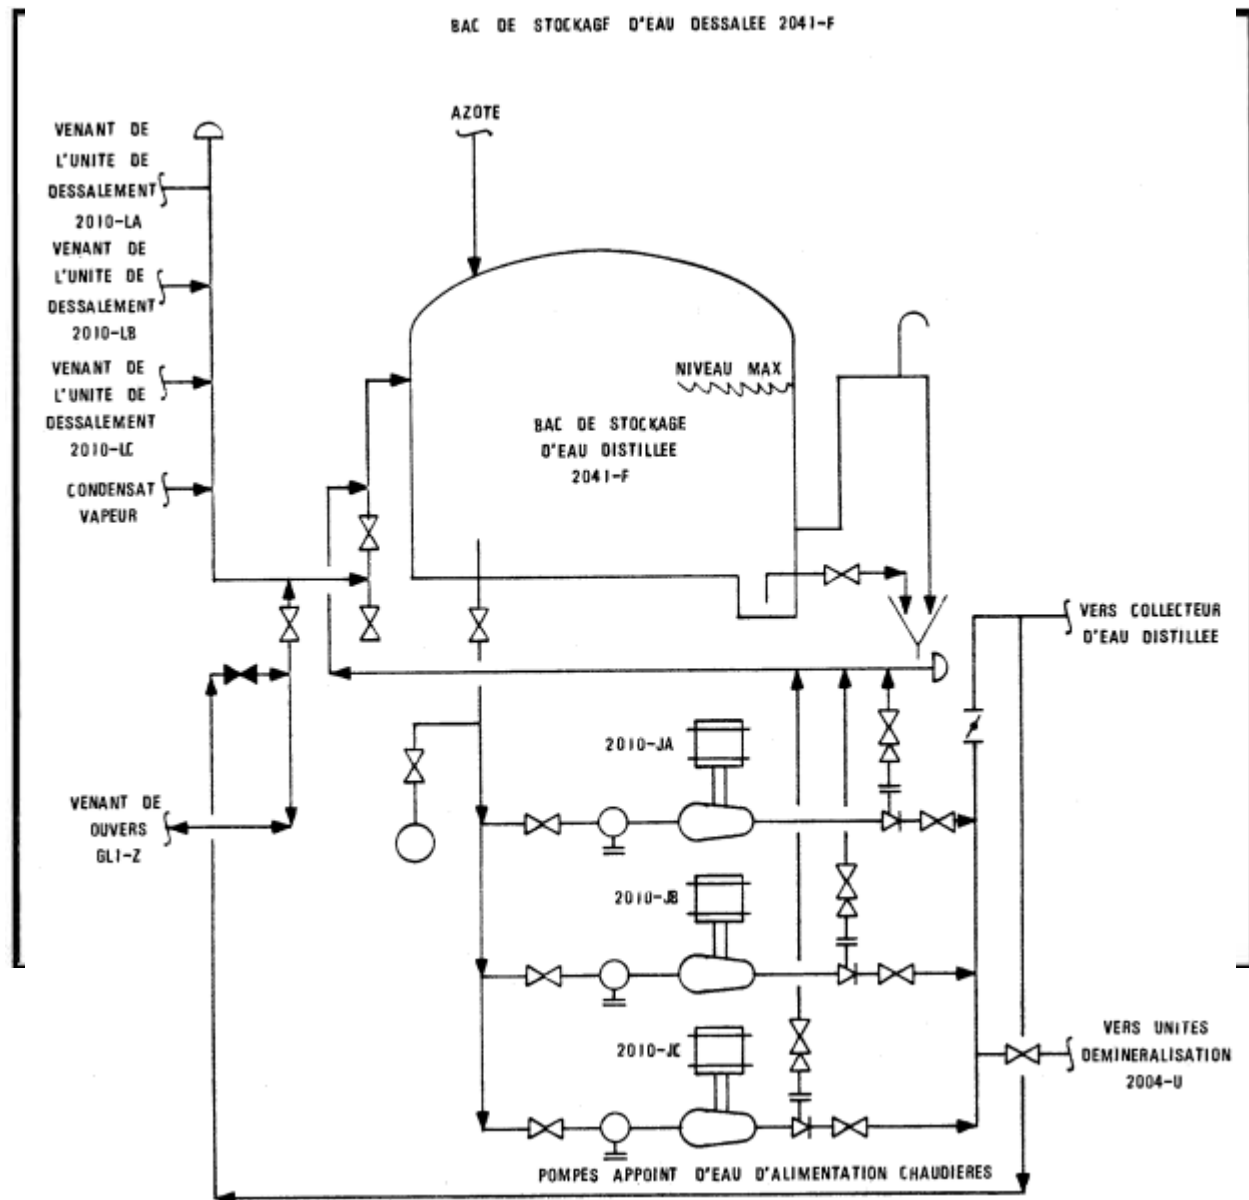 BAC DE STOCKAGE D'EAU DESSALEE 2041-F
AZOTE
VENANT DE
L'UNITE DE
DESSALEMENT
2010-LA
VENANT DE
L'UNITE DE
DESSALEMENT
2010-LB
VENANT DE
L'UNITE DE
DESSALEMENT
2010-LC
CONDENSAT
VAPEUR
NIVEAU MAX
BAC DE STOCKAGE
D'EAU DISTILLEE
2041-F
VERS COLLECTEUR
D'EAU DISTILLEE
2010-JA
VENANT DE
OUVERS
GL1-Z
2010-JB
2010-JC
VERS UNITES
DEMINERALISATION
2004-U
POMPES APPOINT D'EAU D'ALIMENTATION CHAUDIERES